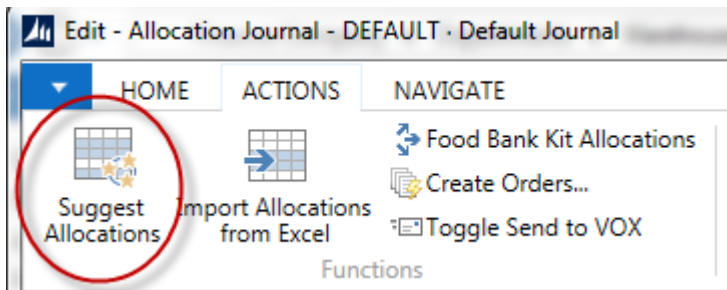 Edit - Allocation Journal - DEFAULT · Default Journal
HOME ACTIONS NAVIGATE
Suggest
Allocations
Import Allocations
from Excel
Food Bank Kit Allocations
Create Orders...
Toggle Send to VOX
Functions